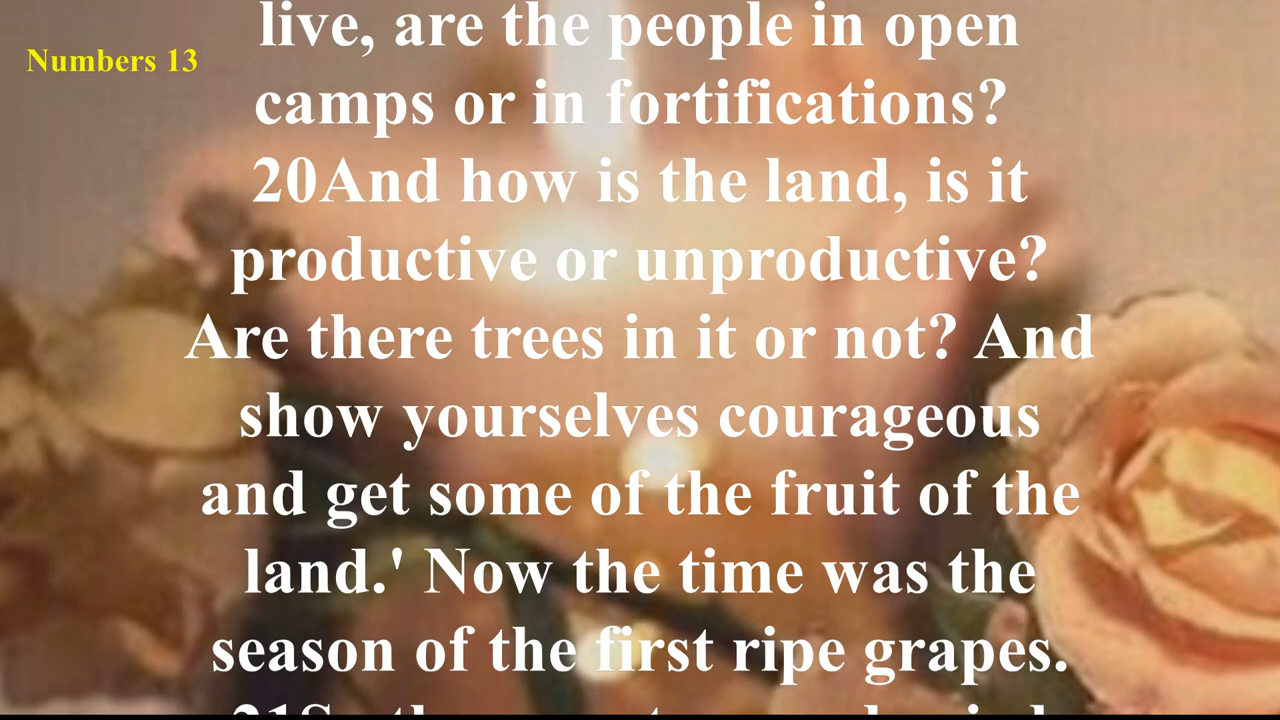 Numbers 13
live, are the people in open
camps or in fortifications?
20And how is the land, is it
productive or unproductive?
Are there trees in it or not? And
show yourselves courageous
and get some of the fruit of the
land.' Now the time was the
season of the first ripe grapes.